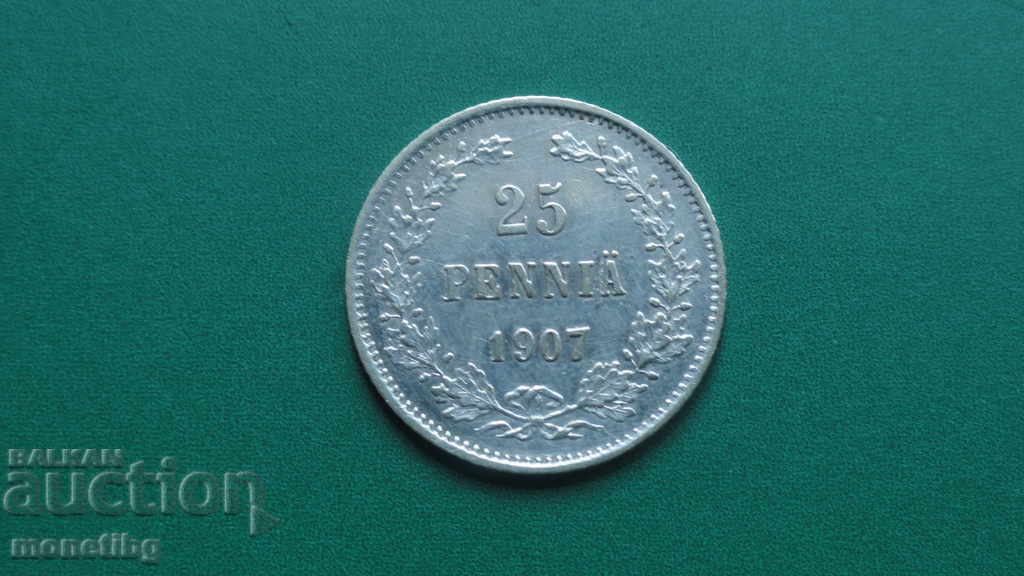 25
PENNIÄ
1907
BALKAN
auction
monetibg